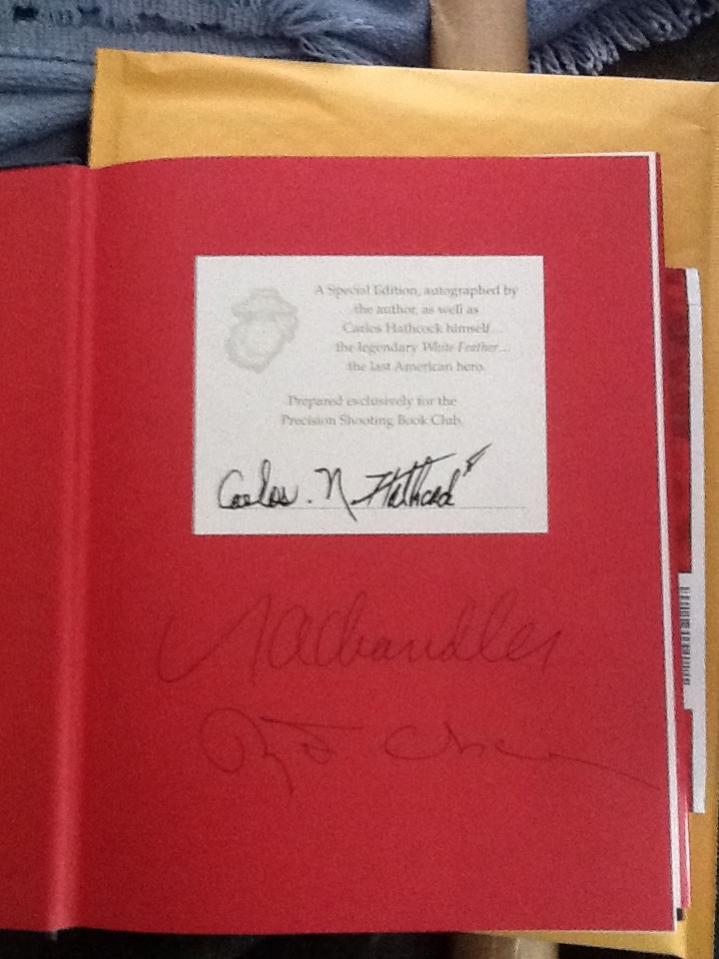 A Special Edition, autographed by
the author, as well as
Carlos Hathcock himself...
the legendary White Feather...
the last American hero.
Prepared exclusively for the
Precision Shooting Book Club.
Carlos. N. Hathcock
NAChandler